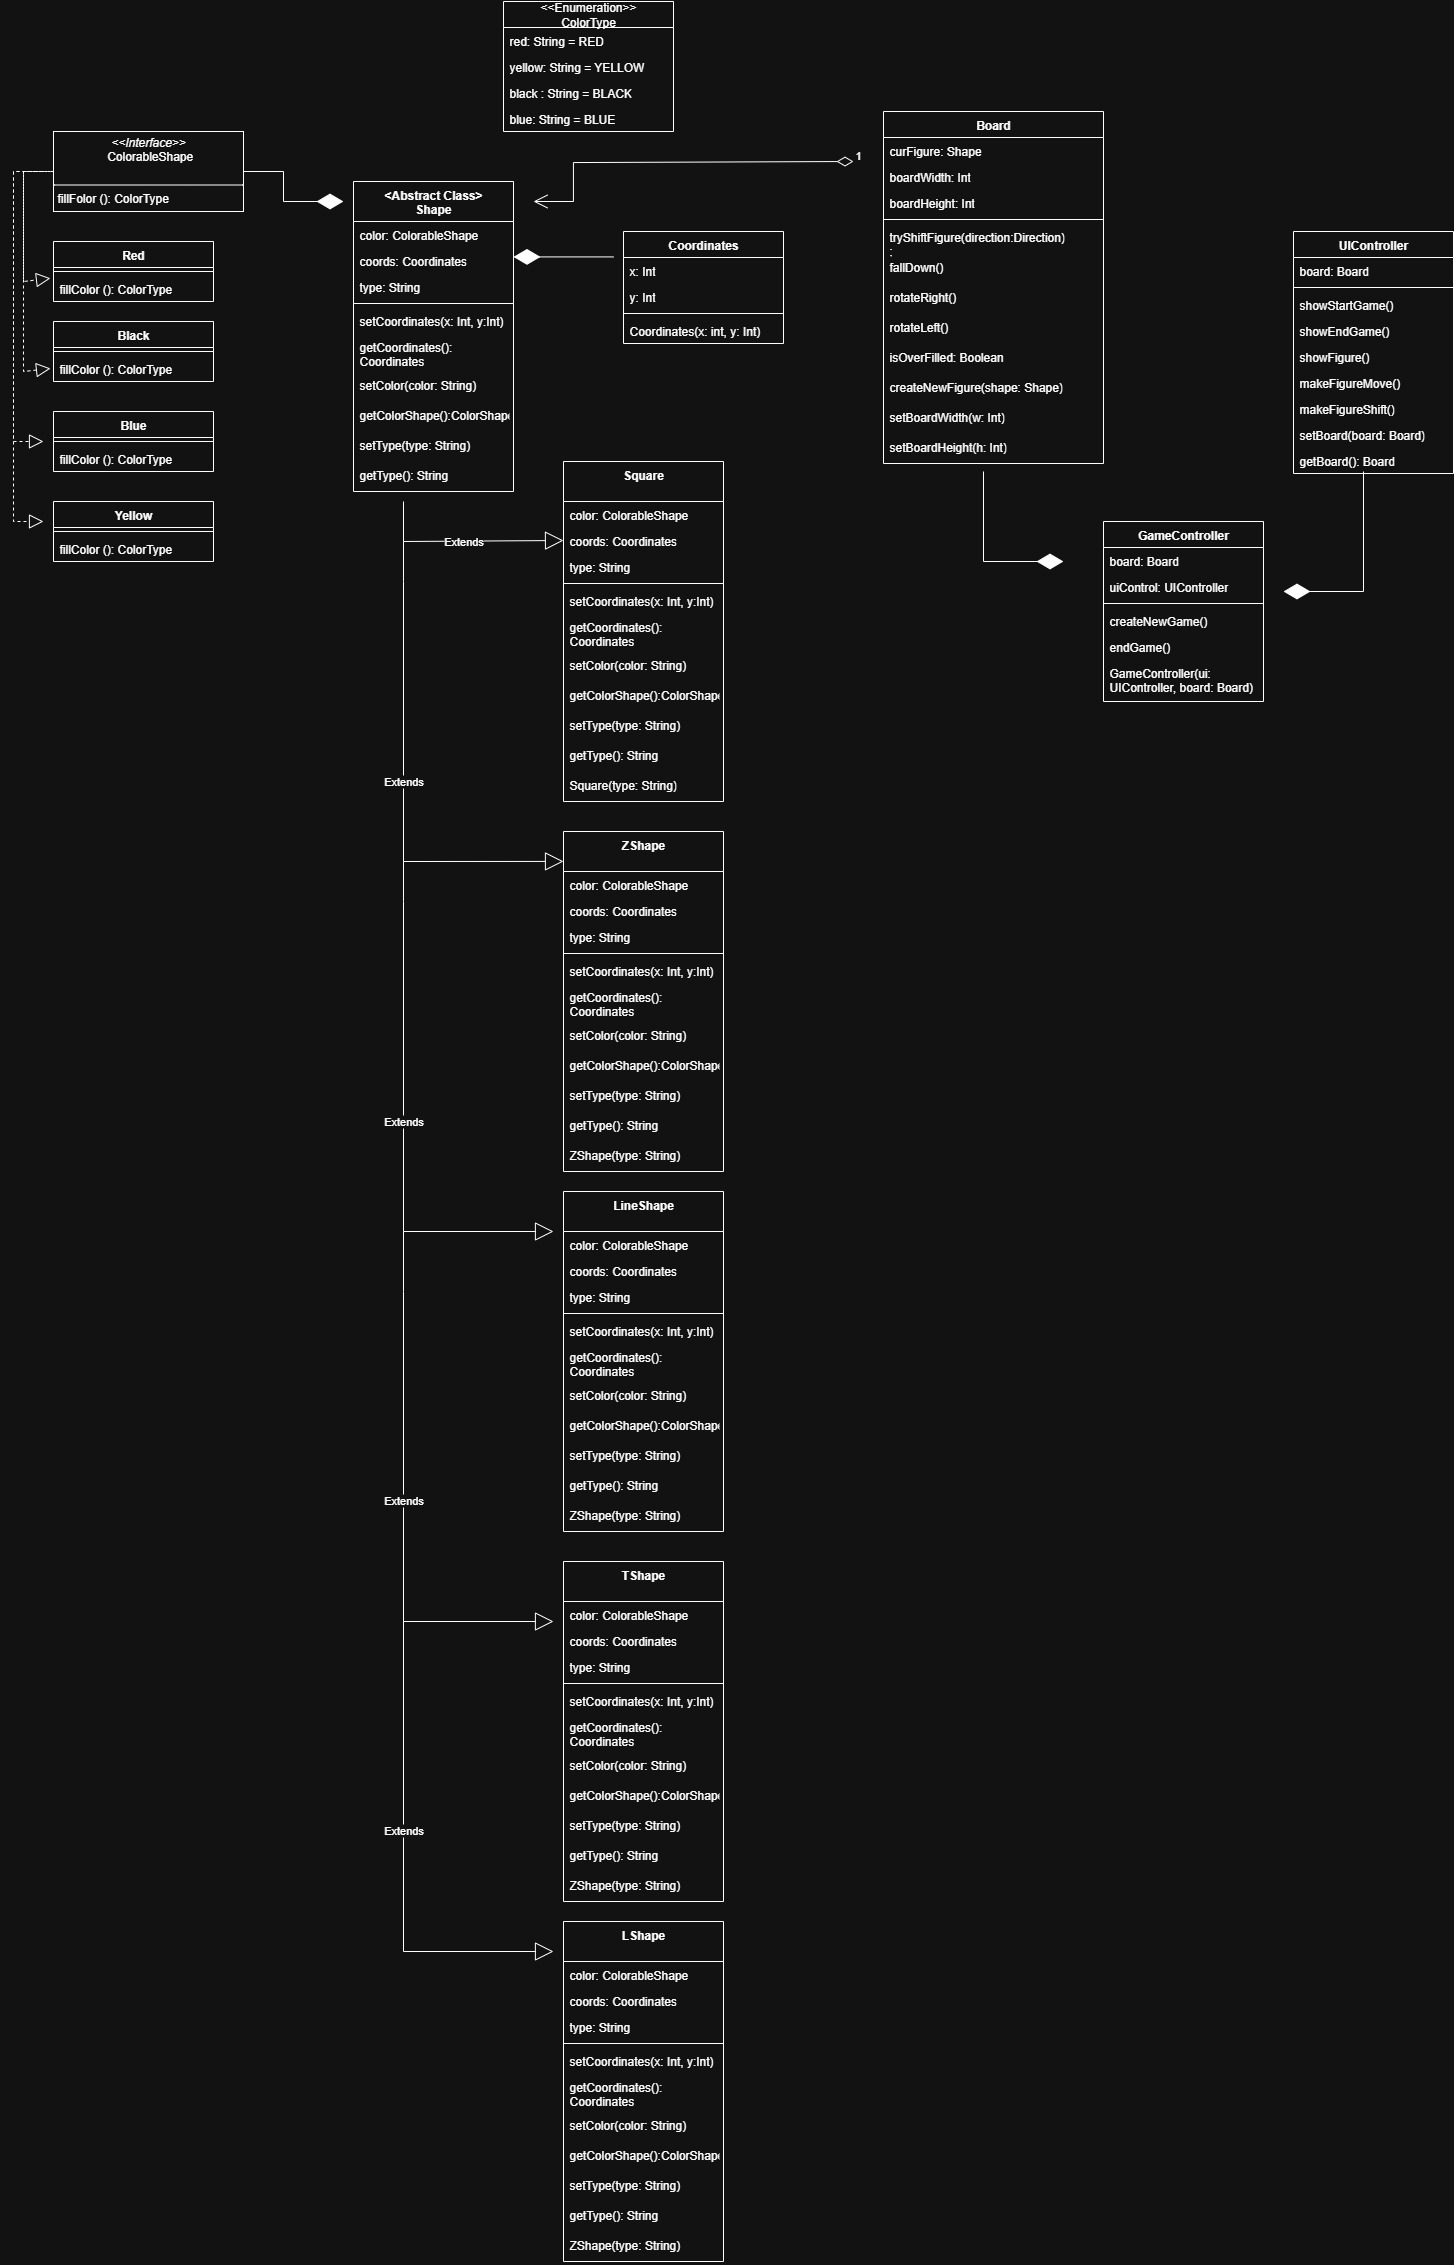 <<Enumeration>>
ColorType
red: String = RED
yellow: String = YELLOW
black : String = BLACK
blue: String = BLUE
<<Interface>>
ColorableShape
fillFolor (): ColorType
Red
fillColor (): ColorType
Black
fillColor (): ColorType
Blue
fillColor (): ColorType
Yellow
fillColor (): ColorType
<Abstract Class>
Shape
color: ColorableShape
coords: Coordinates
type: String
setCoordinates(x: Int, y:Int)
getCoordinates():
Coordinates
setColor(color: String)
getColorShape():ColorShape
setType(type: String)
getType(): String
Coordinates
x: Int
y: Int
Coordinates(x: int, y: Int)
1
Board
curFigure: Shape
boardWidth: Int
boardHeight: Int
tryShiftFigure(direction:Direction)
:
fallDown()
rotateRight()
rotateLeft()
isOverFilled: Boolean
createNewFigure(shape: Shape)
setBoardWidth(w: Int)
setBoardHeight(h: Int)
UIController
board: Board
showStartGame()
showEndGame()
showFigure()
makeFigureMove()
makeFigureShift()
setBoard(board: Board)
getBoard(): Board
GameController
board: Board
uiControl: UIController
createNewGame()
endGame()
GameController(ui:
UIController, board: Board)
Extends
Square
color: ColorableShape
coords: Coordinates
type: String
setCoordinates(x: Int, y:Int)
getCoordinates():
Coordinates
setColor(color: String)
getColorShape():ColorShape
setType(type: String)
getType(): String
Square(type: String)
Extends
ZShape
color: ColorableShape
coords: Coordinates
type: String
setCoordinates(x: Int, y:Int)
getCoordinates():
Coordinates
setColor(color: String)
getColorShape():ColorShape
setType(type: String)
getType(): String
ZShape(type: String)
Extends
LineShape
color: ColorableShape
coords: Coordinates
type: String
setCoordinates(x: Int, y:Int)
getCoordinates():
Coordinates
setColor(color: String)
getColorShape():ColorShape
setType(type: String)
getType(): String
ZShape(type: String)
Extends
TShape
color: ColorableShape
coords: Coordinates
type: String
setCoordinates(x: Int, y:Int)
getCoordinates():
Coordinates
setColor(color: String)
getColorShape():ColorShape
setType(type: String)
getType(): String
ZShape(type: String)
Extends
LShape
color: ColorableShape
coords: Coordinates
type: String
setCoordinates(x: Int, y:Int)
getCoordinates():
Coordinates
setColor(color: String)
getColorShape():ColorShape
setType(type: String)
getType(): String
ZShape(type: String)